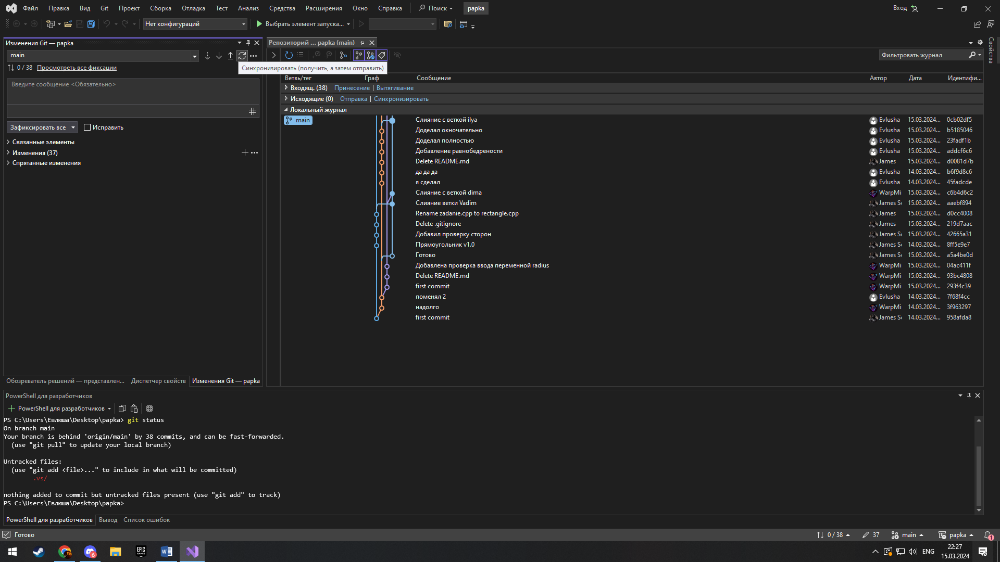 Файл Правка Вид Git Проект Сборка Отладка Тест Анализ Средства Расширения Окно Справка Поиск papka Вход
Нет конфигураций Выбрать элемент запуска...
Изменения Git — papka
main
0 / 38 Просмотреть все фиксации
Введите сообщение <Обязательно>
Зафиксировать все Исправить
Связанные элементы
Изменения (37)
Спрятанные изменения
Обозреватель решений — представлен... Диспетчер свойств Изменения Git — papka
Репозиторий ... papka (main)
Фильтровать журнал
Свойства
Синхронизировать (получить, а затем отправить)
Ветвь/тег Граф Сообщение Автор Дата Идентифи...
Входящ. (38) Принесение | Вытягивание
Исходящие (0) Отправка | Синхронизировать
Локальный журнал
main Слияние с веткой ilya Evlusha 15.03.2024... 0cb02df5
Доделал окночательно Evlusha 15.03.2024... b5185046
Доделал полностью Evlusha 15.03.2024... 23fadf1b
Добавление равнобедрености Evlusha 15.03.2024... addcf6c6
Delete README.md James 15.03.2024... d0081d7b
да да да Evlusha 14.03.2024... b6f9d8c6
я сделал Evlusha 14.03.2024... 45fadcde
Слияние с веткой dima WarpMi 15.03.2024... c6b4d6c2
Слияние ветки Vadim James S 15.03.2024... aaebf894
Rename zadanie.cpp to rectangle.cpp James 15.03.2024... d0cc4008
Delete .gitignore James 15.03.2024... 219d7aac
Добавил проверку сторон James S 15.03.2024... 42665a31
Прямоугольник v1.0 James S 14.03.2024... 8ff5e9e7
Готово James S 15.03.2024... a5a4be0d
Добавлена проверка ввода переменной radius WarpMi 15.03.2024... 04ac411f
Delete README.md WarpMi 15.03.2024... 93bc4808
first commit WarpMi 15.03.2024... 293f4c39
поменял 2 Evlusha 14.03.2024... 7f68f4cc
надолго WarpMi 14.03.2024... 3f963297
first commit James S 14.03.2024... 958afda8
PowerShell для разработчиков
PowerShell для разработчиков
PS C:\Users\Евлюша\Desktop\papka> git status
On branch main
Your branch is behind 'origin/main' by 38 commits, and can be fast-forwarded.
(use "git pull" to update your local branch)
Untracked files:
(use "git add <file>..." to include in what will be committed)
.vs/
nothing added to commit but untracked files present (use "git add" to track)
PS C:\Users\Евлюша\Desktop\papka>
PowerShell для разработчиков Вывод Список ошибок
Готово 0 / 38 37 main papka 1
EPIC GAMES 6 ENG 22:27
15.03.2024